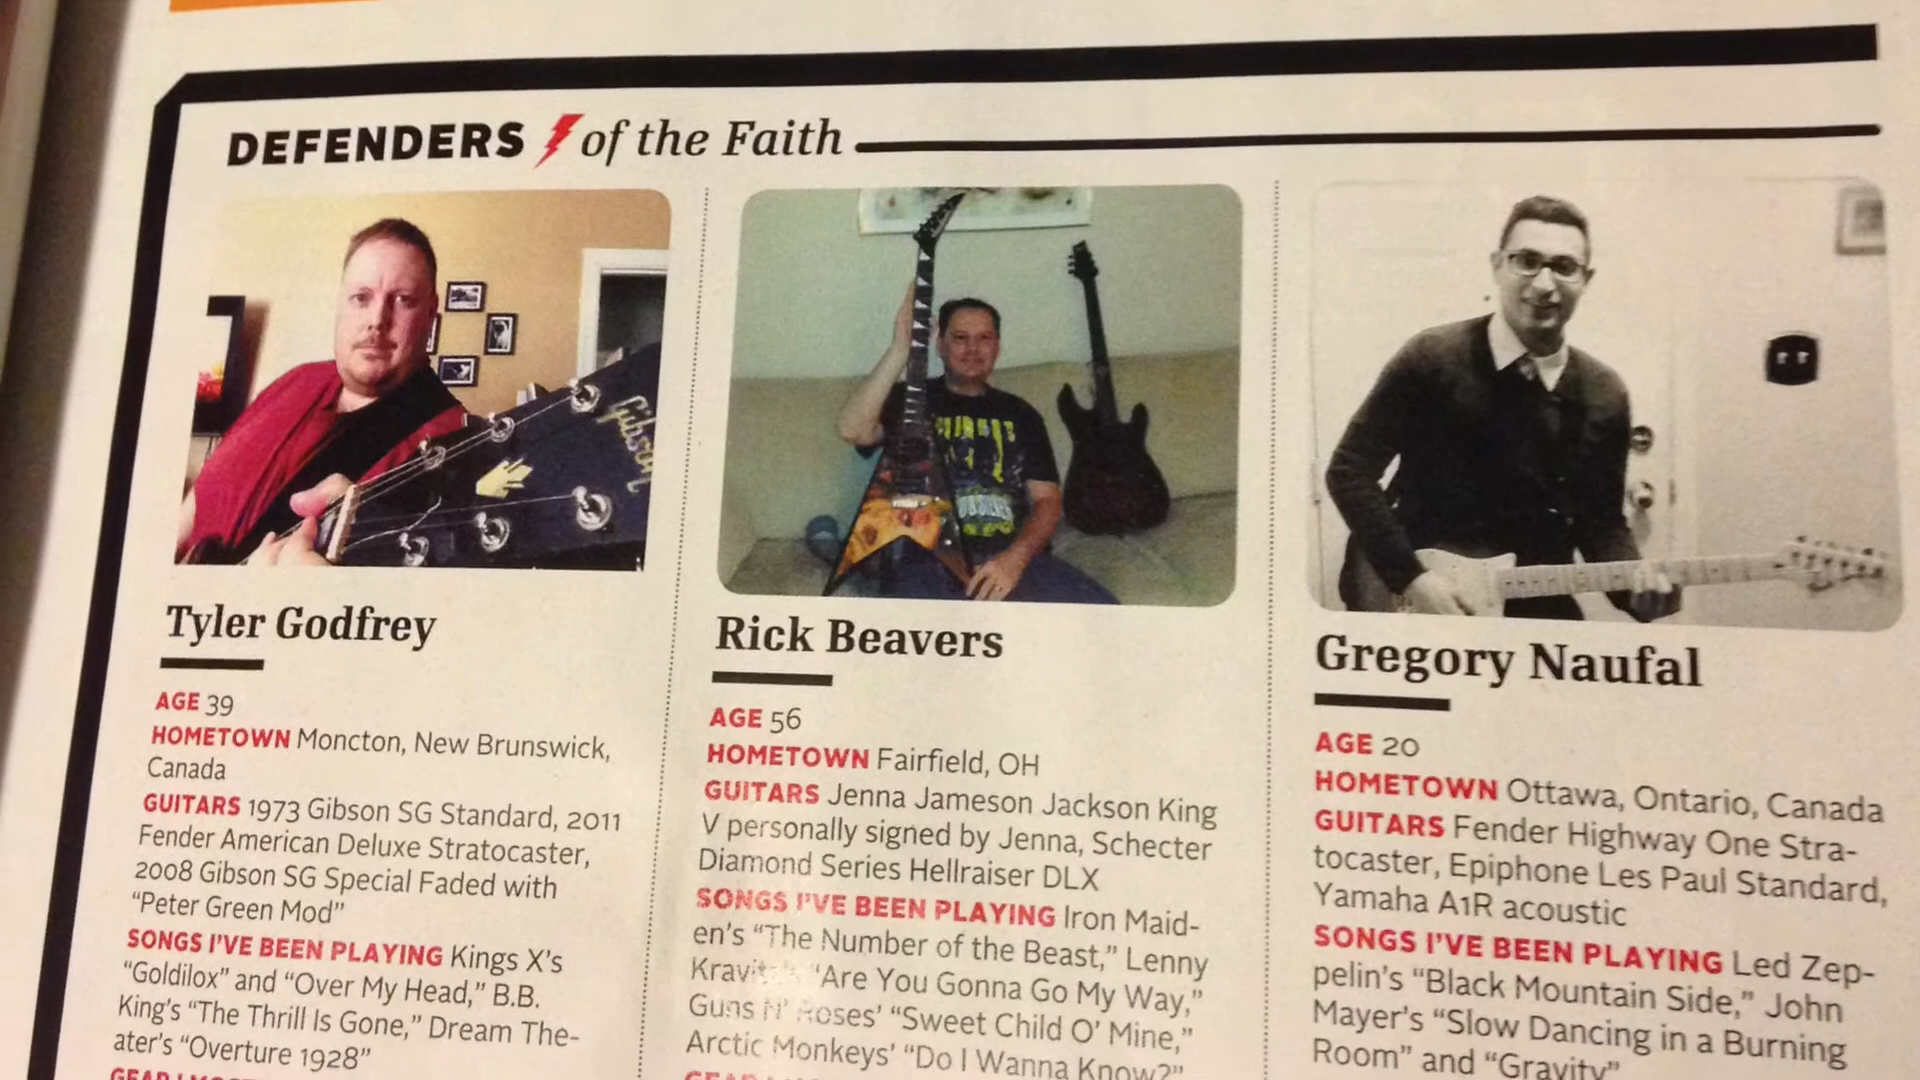 DEFENDERS of the Faith
Gibson
Tyler Godfrey
AGE 39
HOMETOWN Moncton, New Brunswick,
Canada
GUITARS 1973 Gibson SG Standard, 2011
Fender American Deluxe Stratocaster,
2008 Gibson SG Special Faded with
“Peter Green Mod”
SONGS I’VE BEEN PLAYING Kings X’s
“Goldilox” and “Over My Head,” B.B.
King’s “The Thrill Is Gone,” Dream The-
ater’s “Overture 1928”
Rick Beavers
AGE 56
HOMETOWN Fairfield, OH
GUITARS Jenna Jameson Jackson King
V personally signed by Jenna, Schecter
Diamond Series Hellraiser DLX
SONGS I’VE BEEN PLAYING Iron Maid-
en’s “The Number of the Beast,” Lenny
Kravitz’s “Are You Gonna Go My Way,”
Guns N’ Roses’ “Sweet Child O’ Mine,”
Arctic Monkeys’ “Do I Wanna Know?”
Gregory Naufal
AGE 20
HOMETOWN Ottawa, Ontario, Canada
GUITARS Fender Highway One Stra-
tocaster, Epiphone Les Paul Standard,
Yamaha A1R acoustic
SONGS I’VE BEEN PLAYING Led Zep-
pelin’s “Black Mountain Side,” John
Mayer’s “Slow Dancing in a Burning
Room” and “Gravity”